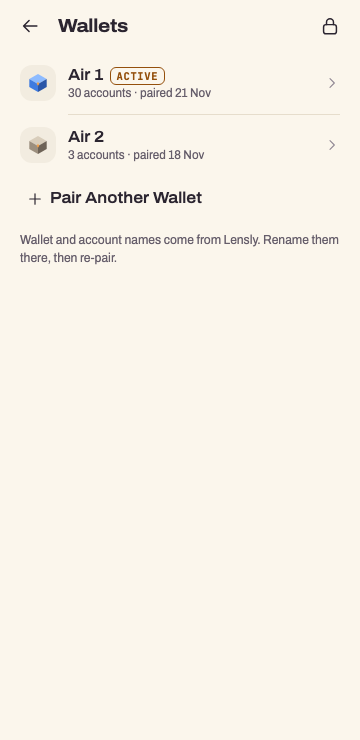 Wallets
Air 1 ACTIVE
30 accounts · paired 21 Nov
Air 2
3 accounts · paired 18 Nov
Pair Another Wallet
Wallet and account names come from Lensly. Rename them
there, then re-pair.